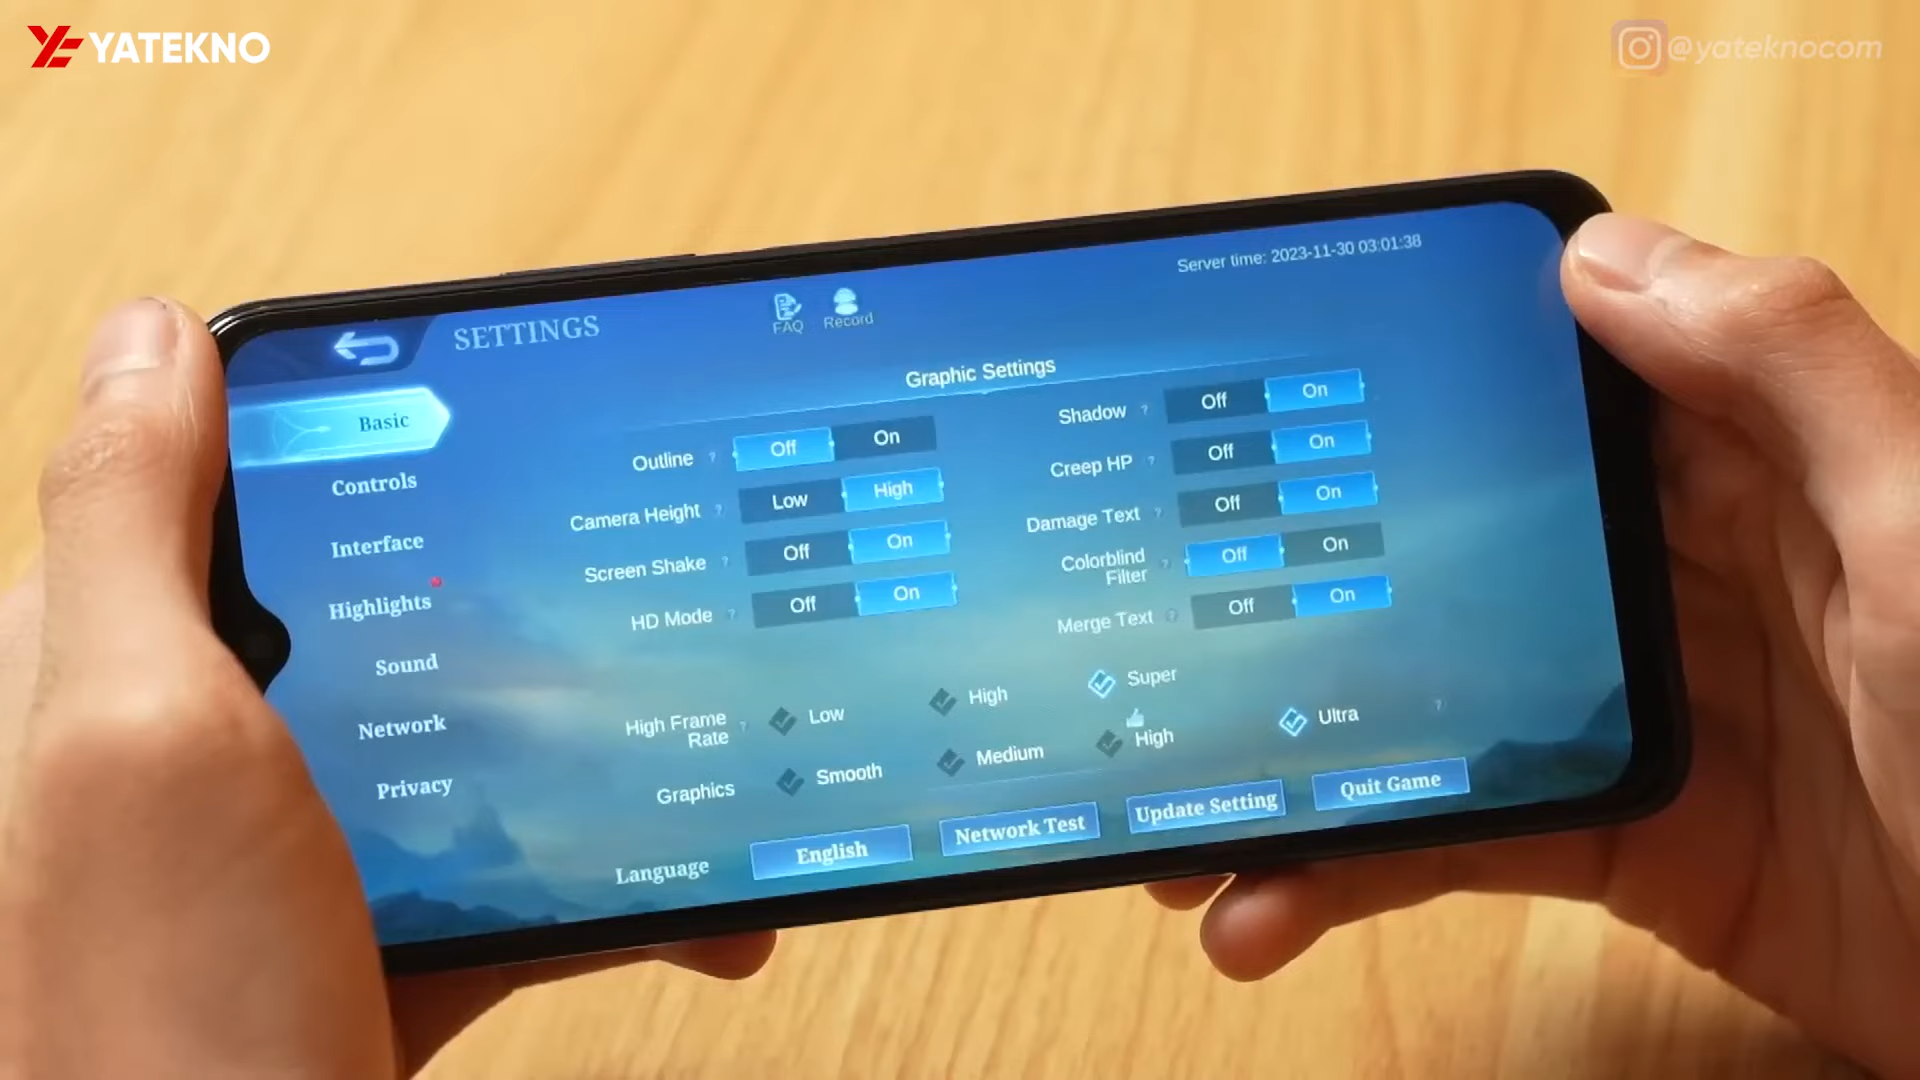 YATEKNO
@yateknocom
Server time: 2023-11-30 03:01:38
SETTINGS
FAQ
Record
Graphic Settings
Basic
Controls
Interface
Highlights
Sound
Network
Privacy
Outline ? Off On
Camera Height ? Low High
Screen Shake ? Off On
HD Mode ? Off On
Shadow ? Off On
Creep HP ? Off On
Damage Text ? Off On
Colorblind
Filter ? Off On
Merge Text ? Off On
High Frame
Rate ? Low High Super
Graphics Smooth Medium High Ultra ?
Language English Network Test Update Setting Quit Game